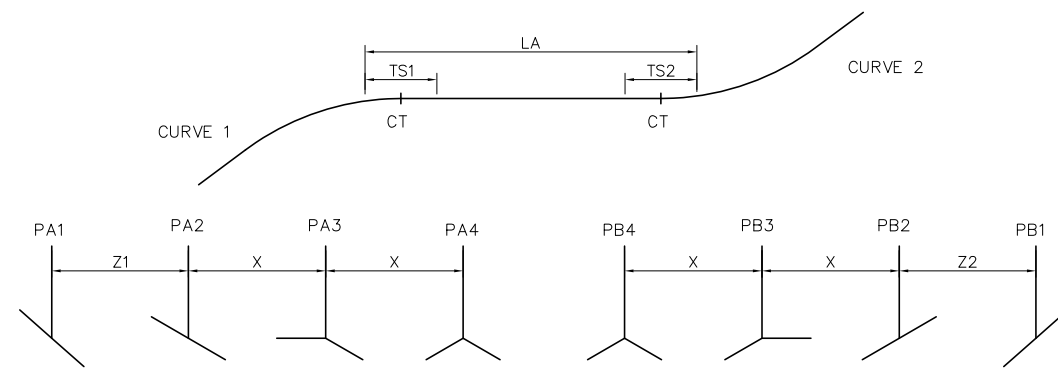 LA
TS1 TS2
CURVE 2
CT CT
CURVE 1
PA1 PA2 PA3 PA4 PB4 PB3 PB2 PB1
Z1 X X X X Z2